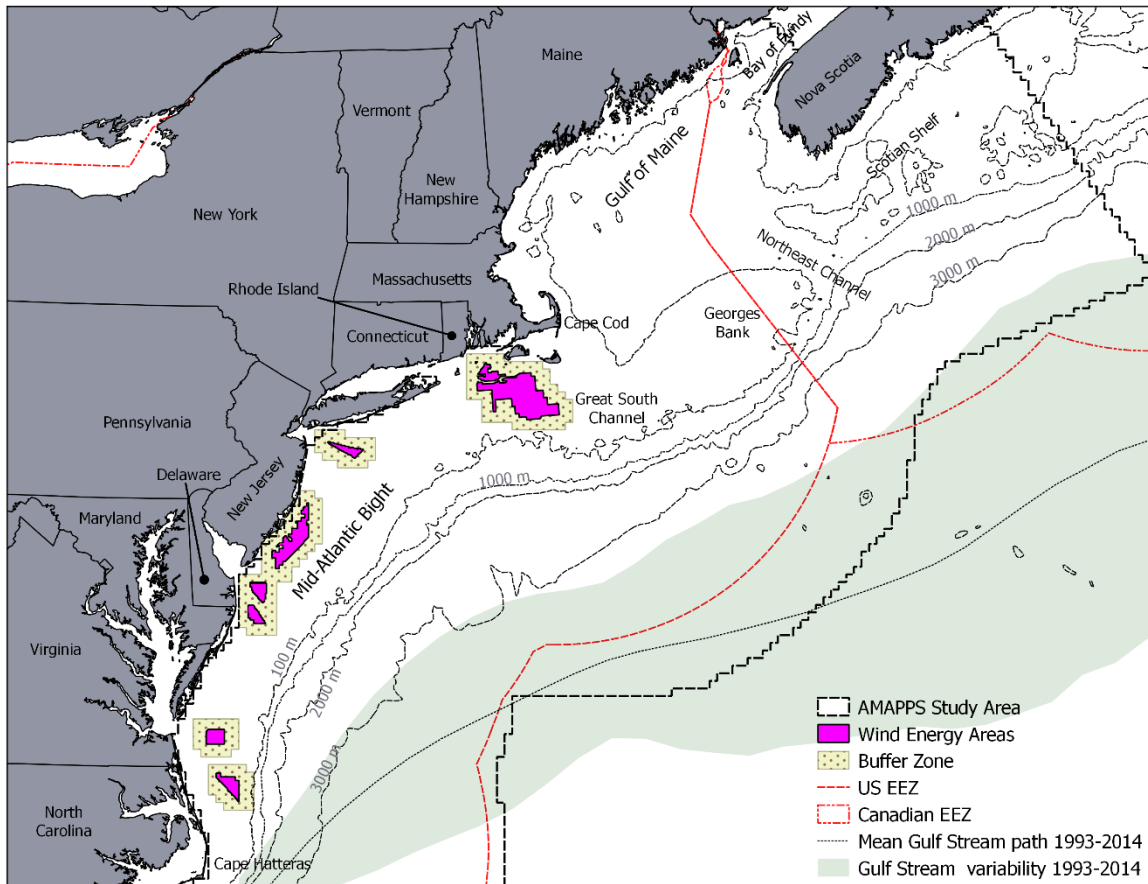 Maine
Bay of Fundy
Nova Scotia
Vermont
Scotian Shelf
Gulf of Maine
New
Hampshire
1000 m
New York
2000 m
Northeast Channel
3000 m
Massachusetts
Rhode Island
Georges
Bank
Cape Cod
Connecticut
Great South
Channel
Pennsylvania
New Jersey
Delaware
1000 m
Maryland
Mid-Atlantic Bight
Virginia
100 m
2000 m
3000 m
North
Carolina
Cape Hatteras
AMAPPS Study Area
Wind Energy Areas
Buffer Zone
US EEZ
Canadian EEZ
Mean Gulf Stream path 1993-2014
Gulf Stream variability 1993-2014